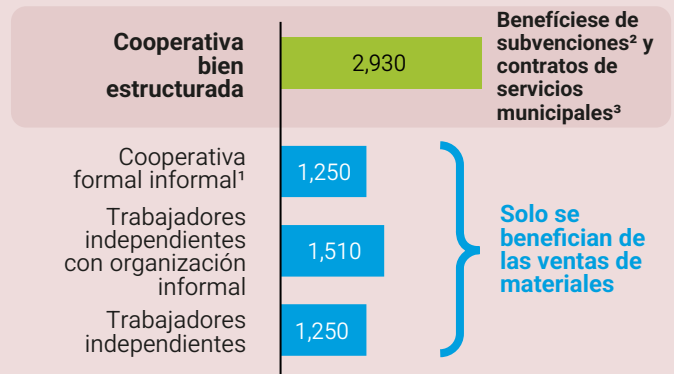 Cooperativa
bien
estructurada
2,930
Benefíciese de
subvenciones² y
contratos de
servicios
municipales³
Cooperativa
formal informal¹
1,250
Trabajadores
independientes
con organización
informal
1,510
Trabajadores
independientes
1,250
Solo se
benefician de
las ventas de
materiales